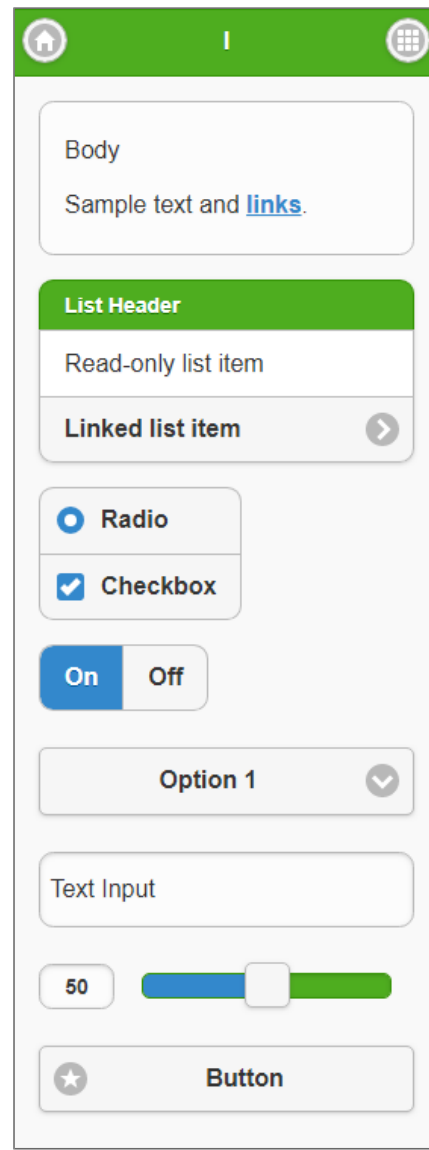 I
Body
Sample text and links.
List Header
Read-only list item
Linked list item
Radio
Checkbox
On Off
Option 1
Text Input
50
Button